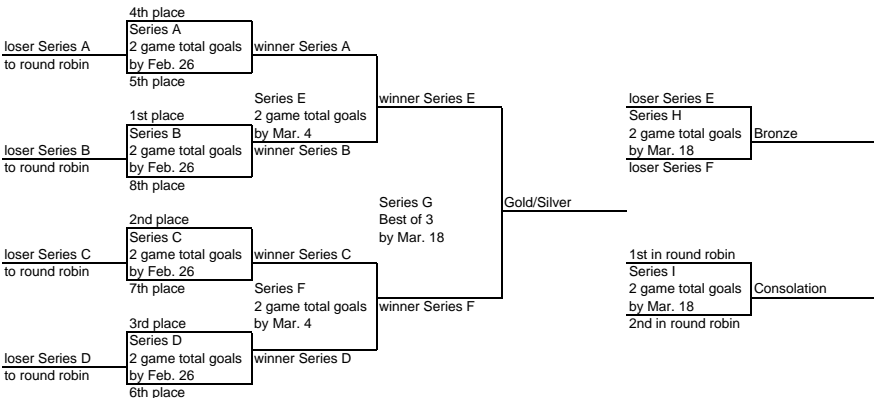 4th place
Series A
loser Series A
2 game total goals
winner Series A
to round robin
by Feb. 26
5th place
Series E
winner Series E
loser Series E
1st place
2 game total goals
Series H
Series B
by Mar. 4
2 game total goals
Bronze
loser Series B
2 game total goals
winner Series B
by Mar. 18
to round robin
by Feb. 26
loser Series F
8th place
Series G
Gold/Silver
2nd place
Best of 3
Series C
by Mar. 18
loser Series C
2 game total goals
winner Series C
1st in round robin
to round robin
by Feb. 26
Series I
7th place
Series F
2 game total goals
Consolation
2 game total goals
winner Series F
by Mar. 18
3rd place
by Mar. 4
2nd in round robin
Series D
loser Series D
2 game total goals
winner Series D
to round robin
by Feb. 26
6th place